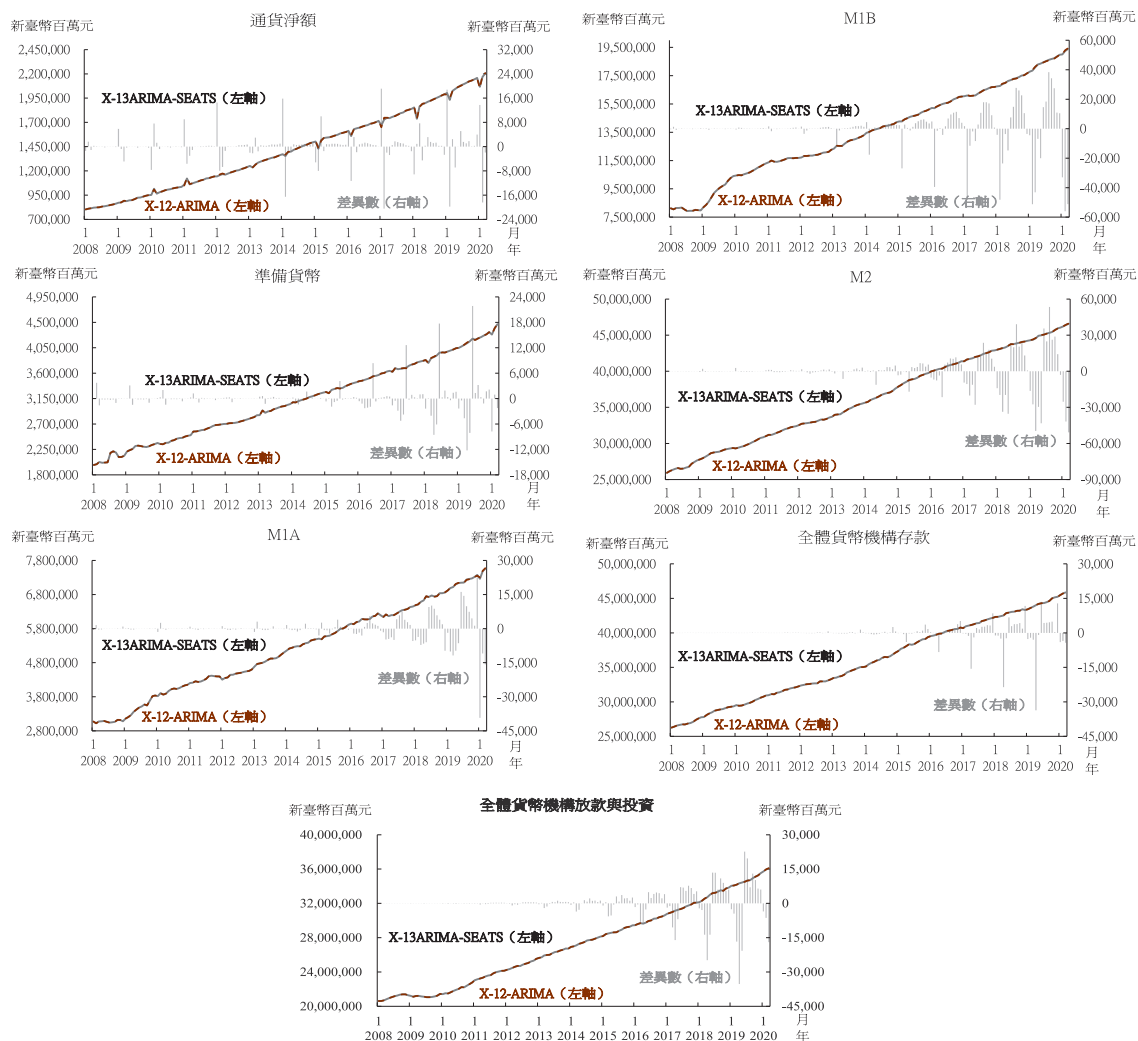 通貨淨額
新臺幣百萬元
新臺幣百萬元
2,450,000
2,200,000
1,950,000
1,700,000
1,450,000
1,200,000
950,000
700,000
32,000
24,000
16,000
8,000
0
-8,000
-16,000
-24,000
X-13ARIMA-SEATS（左軸）
X-12-ARIMA（左軸）
差異數（右軸）
1 1 1 1 1 1 1 1 1 1 1 1 1 月
2008 2009 2010 2011 2012 2013 2014 2015 2016 2017 2018 2019 2020 年
M1B
新臺幣百萬元
新臺幣百萬元
19,500,000
17,500,000
15,500,000
13,500,000
11,500,000
9,500,000
7,500,000
60,000
40,000
20,000
0
-20,000
-40,000
-60,000
X-13ARIMA-SEATS（左軸）
X-12-ARIMA（左軸）
差異數（右軸）
1 1 1 1 1 1 1 1 1 1 1 1 1 月
2008 2009 2010 2011 2012 2013 2014 2015 2016 2017 2018 2019 2020 年
準備貨幣
新臺幣百萬元
新臺幣百萬元
4,950,000
4,500,000
4,050,000
3,600,000
3,150,000
2,700,000
2,250,000
1,800,000
24,000
18,000
12,000
6,000
0
-6,000
-12,000
-18,000
X-13ARIMA-SEATS（左軸）
X-12-ARIMA（左軸）
差異數（右軸）
1 1 1 1 1 1 1 1 1 1 1 1 1 月
2008 2009 2010 2011 2012 2013 2014 2015 2016 2017 2018 2019 2020 年
M2
新臺幣百萬元
新臺幣百萬元
50,000,000
45,000,000
40,000,000
35,000,000
30,000,000
25,000,000
60,000
30,000
0
-30,000
-60,000
-90,000
X-13ARIMA-SEATS（左軸）
X-12-ARIMA（左軸）
差異數（右軸）
1 1 1 1 1 1 1 1 1 1 1 1 1 月
2008 2009 2010 2011 2012 2013 2014 2015 2016 2017 2018 2019 2020 年
M1A
新臺幣百萬元
新臺幣百萬元
7,800,000
6,800,000
5,800,000
4,800,000
3,800,000
2,800,000
30,000
15,000
0
-15,000
-30,000
-45,000
X-13ARIMA-SEATS（左軸）
X-12-ARIMA（左軸）
差異數（右軸）
1 1 1 1 1 1 1 1 1 1 1 1 1 月
2008 2009 2010 2011 2012 2013 2014 2015 2016 2017 2018 2019 2020 年
全體貨幣機構存款
新臺幣百萬元
新臺幣百萬元
50,000,000
45,000,000
40,000,000
35,000,000
30,000,000
25,000,000
30,000
15,000
0
-15,000
-30,000
-45,000
X-13ARIMA-SEATS（左軸）
X-12-ARIMA（左軸）
差異數（右軸）
1 1 1 1 1 1 1 1 1 1 1 1 1 月
2008 2009 2010 2011 2012 2013 2014 2015 2016 2017 2018 2019 2020 年
全體貨幣機構放款與投資
新臺幣百萬元
新臺幣百萬元
40,000,000
36,000,000
32,000,000
28,000,000
24,000,000
20,000,000
30,000
15,000
0
-15,000
-30,000
-45,000
X-13ARIMA-SEATS（左軸）
X-12-ARIMA（左軸）
差異數（右軸）
1 1 1 1 1 1 1 1 1 1 1 1 1 月
2008 2009 2010 2011 2012 2013 2014 2015 2016 2017 2018 2019 2020 年